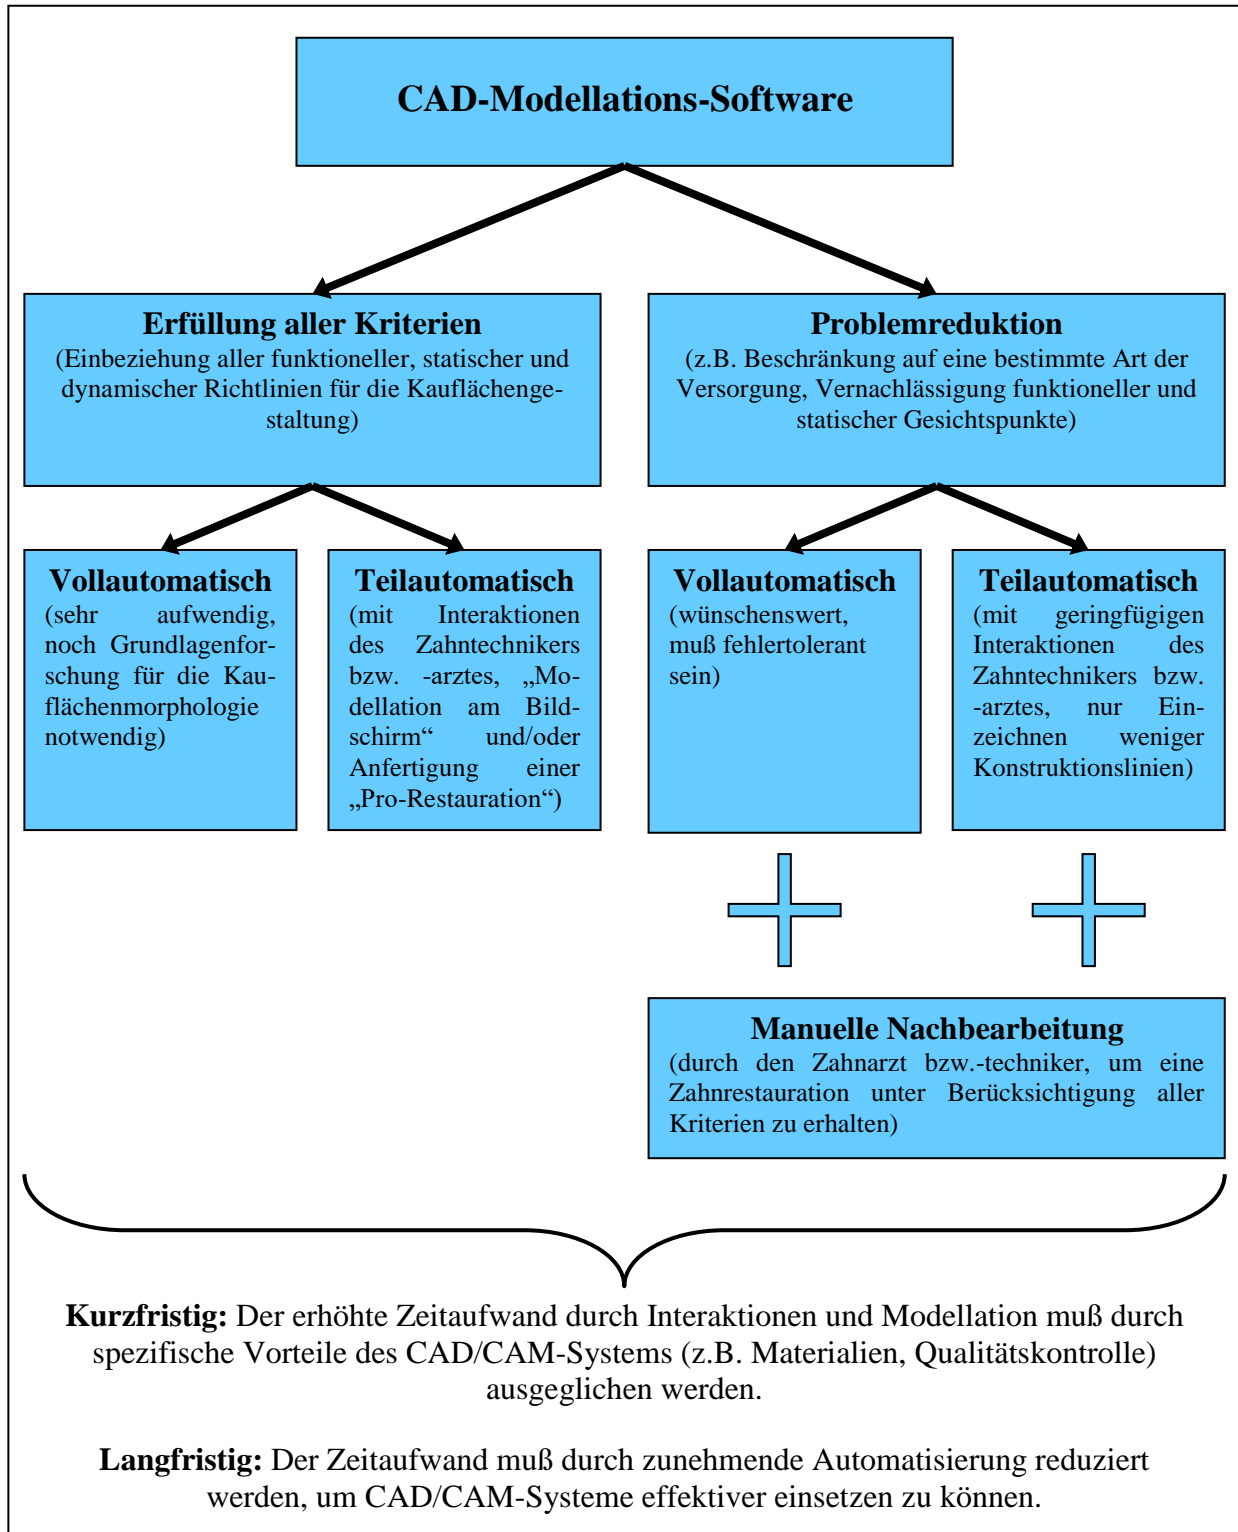 CAD-Modellations-Software
Erfüllung aller Kriterien
(Einbeziehung aller funktioneller, statischer und
dynamischer Richtlinien für die Kauflächenge-
staltung)
Problemreduktion
(z.B. Beschränkung auf eine bestimmte Art der
Versorgung, Vernachlässigung funktioneller und
statischer Gesichtspunkte)
Vollautomatisch
(sehr aufwendig,
noch Grundlagenfor-
schung für die Kau-
flächenmorphologie
notwendig)
Teilautomatisch
(mit Interaktionen
des Zahntechnikers
bzw. -arztes, „Mo-
dellation am Bild-
schirm“ und/oder
Anfertigung einer
„Pro-Restauration“)
Vollautomatisch
(wünschenswert,
muß fehlertolerant
sein)
Teilautomatisch
(mit geringfügigen
Interaktionen des
Zahntechnikers bzw.
-arztes, nur Ein-
zeichnen weniger
Konstruktionslinien)
Manuelle Nachbearbeitung
(durch den Zahnarzt bzw.-techniker, um eine
Zahnrestauration unter Berücksichtigung aller
Kriterien zu erhalten)
Kurzfristig: Der erhöhte Zeitaufwand durch Interaktionen und Modellation muß durch
spezifische Vorteile des CAD/CAM-Systems (z.B. Materialien, Qualitätskontrolle)
ausgeglichen werden.
Langfristig: Der Zeitaufwand muß durch zunehmende Automatisierung reduziert
werden, um CAD/CAM-Systeme effektiver einsetzen zu können.